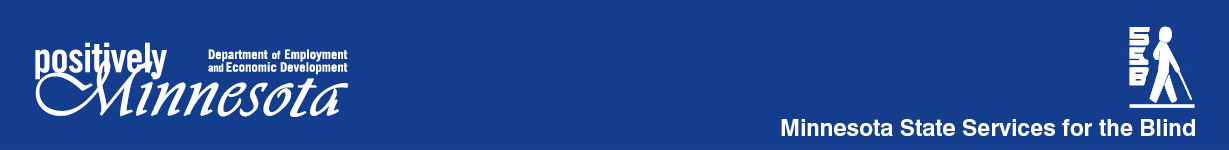 positively
Minnesota
Department of Employment
and Economic Development
SSB
Minnesota State Services for the Blind